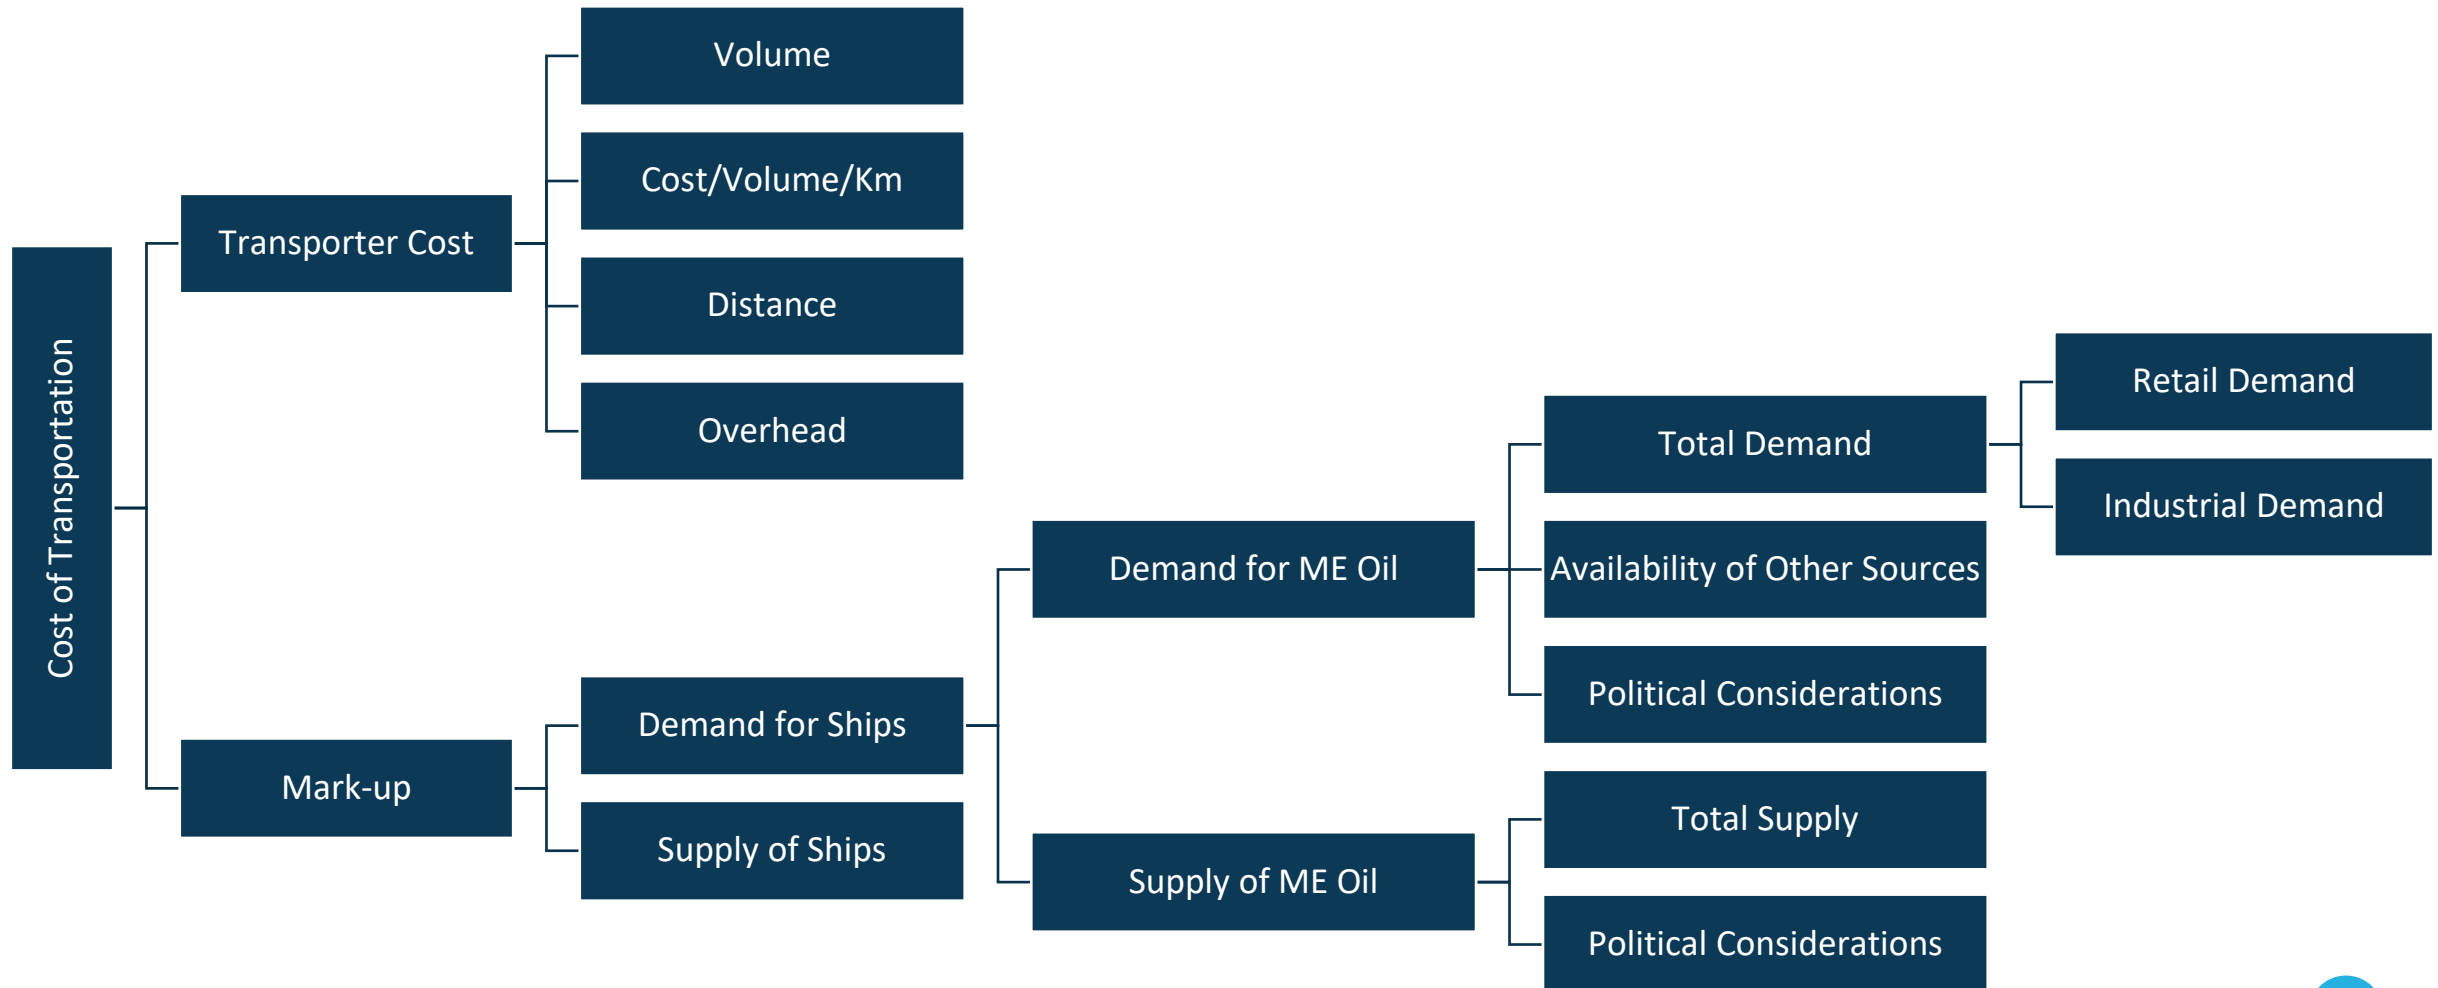 Cost of Transportation
Transporter Cost
Volume
Cost/Volume/Km
Distance
Overhead
Mark-up
Demand for Ships
Demand for ME Oil
Total Demand
Retail Demand
Industrial Demand
Availability of Other Sources
Political Considerations
Supply of ME Oil
Total Supply
Political Considerations
Supply of Ships